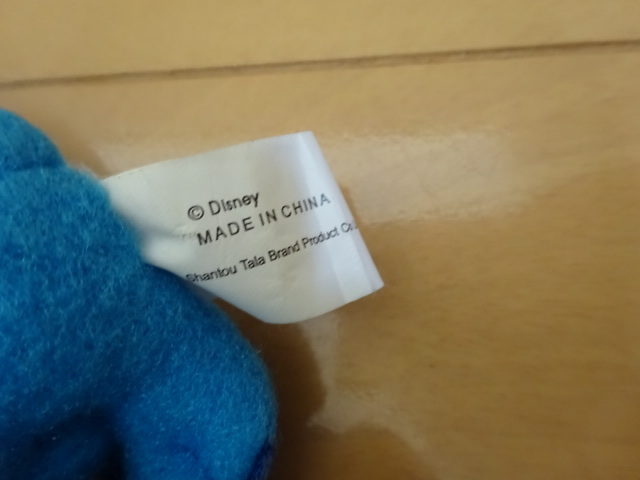 © Disney
MADE IN CHINA
Shantou Tala Brand Product Co.,